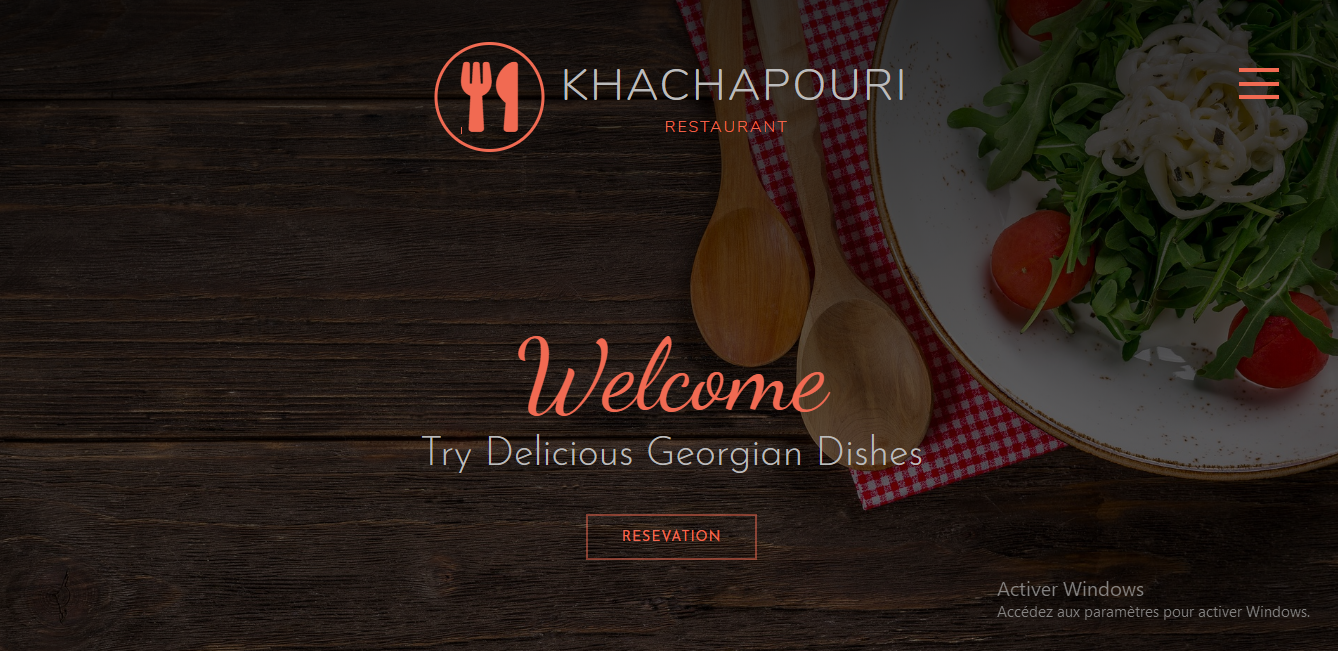 KHACHAPOURI
RESTAURANT
Welcome
Try Delicious Georgian Dishes
RESEVATION
Activer Windows
Accédez aux paramètres pour activer Windows.